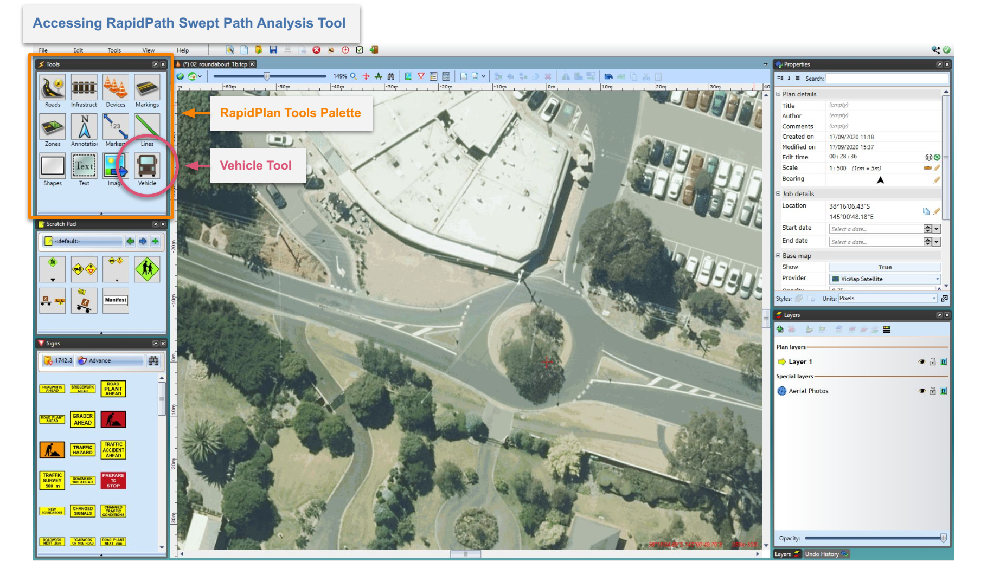 Accessing RapidPath Swept Path Analysis Tool
File Edit Tools View Help
Tools
(*) 02_roundabout_1b.tcp
Properties
149%
Search:
m -60m -50m -40m -30m -20m -10m 0m 10m 20m 30m 40
Roads Infrastruct Devices Markings
N
123
Zones Annotation Markers Lines
Text
Shapes Text Image Vehicle
RapidPlan Tools Palette
Vehicle Tool
Scratch Pad
<default>
Manifest
Signs
1742.3 Advance
ROADWORK AHEAD
BRIDGEWORK AHEAD
ROAD PLANT AHEAD
ROAD PLANT AHEAD
GRADER AHEAD
TRAFFIC HAZARD
TRAFFIC ACCIDENT AHEAD
TRAFFIC SURVEY 500 m
ROADWORK 1km AHEAD
PREPARE TO STOP
NEW ROUNDABOUT
CHANGED SIGNALS
CHANGED TRAFFIC CONDITIONS
ROADWORK NEXT 2km
ROADWORK ON SIDE ROAD
ROAD PLANT NEXT 2km
-20m
-10m
0m
10m
20m
30m
Plan details
Title (empty)
Author (empty)
Comments (empty)
Created on 17/09/2020 11:18
Modified on 17/09/2020 15:37
Edit time 00 : 28 : 36
Scale 1 : 500 (1cm = 5m)
Bearing
Job details
Location 38°16'06.43"S
145°00'48.18"E
Start date Select a date...
End date Select a date...
Base map
Show True
Provider VicMap Satellite
Styles: Units: Pixels
Layers
Plan layers
Layer 1
Special layers
Aerial Photos
Opacity:
Layers Undo History